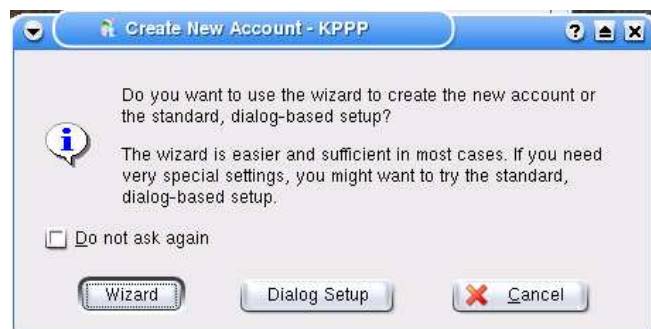 Create New Account - KPPP
Do you want to use the wizard to create the new account or
the standard, dialog-based setup?
The wizard is easier and sufficient in most cases. If you need
very special settings, you might want to try the standard,
dialog-based setup.
Do not ask again
Wizard
Dialog Setup
Cancel